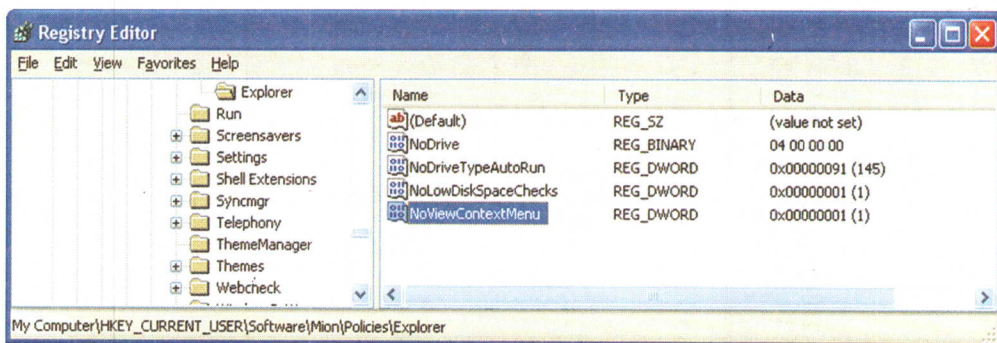 Registry Editor
File Edit View Favorites Help
Explorer
Run
Screensavers
Settings
Shell Extensions
Syncmgr
Telephony
ThemeManager
Themes
Webcheck
Name Type Data
(Default) REG_SZ (value not set)
NoDrive REG_BINARY 04 00 00 00
NoDriveTypeAutoRun REG_DWORD 0x00000091 (145)
NoLowDiskSpaceChecks REG_DWORD 0x00000001 (1)
NoViewContextMenu REG_DWORD 0x00000001 (1)
My Computer\HKEY_CURRENT_USER\Software\Mion\Policies\Explorer